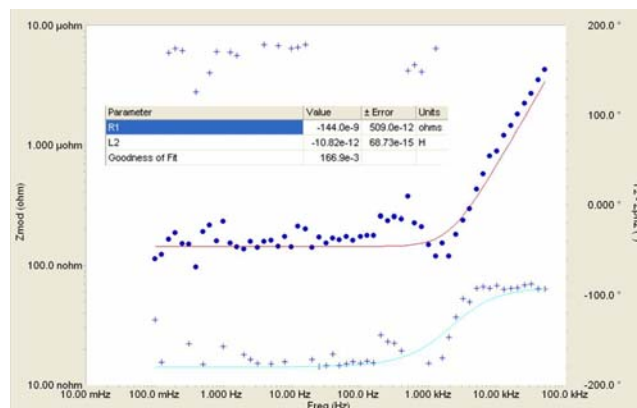 10.00 µohm
200.0 °
Parameter Value ± Error Units
R1 -144.0e-9 509.0e-12 ohms
L2 -10.82e-12 68.73e-15 H
Goodness of Fit 166.9e-3
100.0 °
1.000 µohm
Zmod (ohm)
0.000 °
100.0 nohm
-100.0 °
10.00 nohm
-200.0 °
10.00 mHz 100.0 mHz 1.000 Hz 10.00 Hz 100.0 Hz 1.000 kHz 10.00 kHz 100.0 kHz
Freq (Hz)